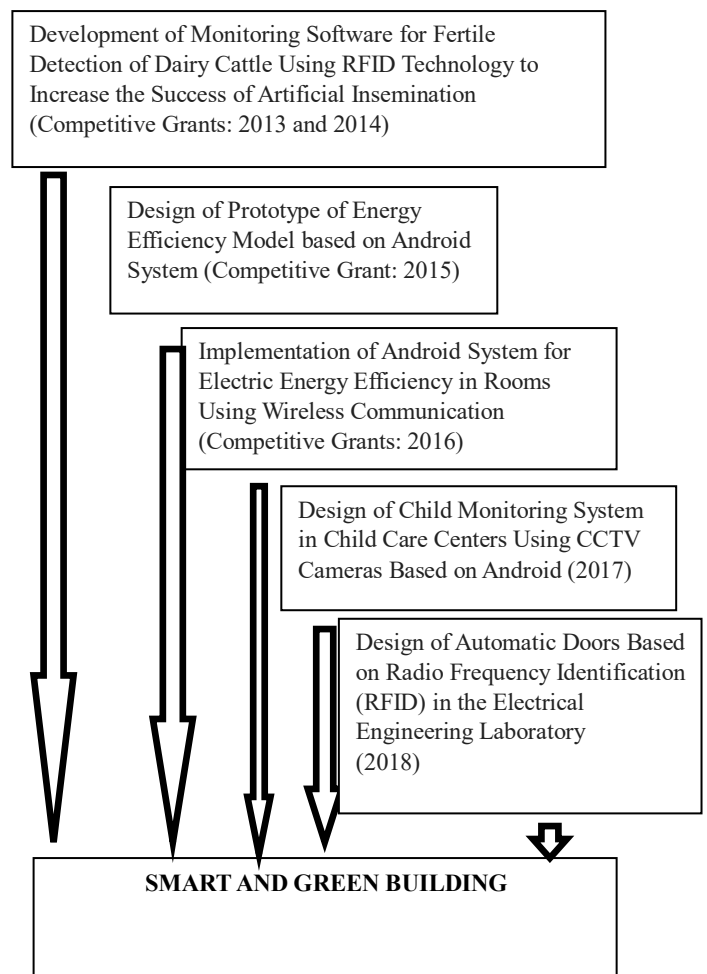 Development of Monitoring Software for Fertile
Detection of Dairy Cattle Using RFID Technology to
Increase the Success of Artificial Insemination
(Competitive Grants: 2013 and 2014)
Design of Prototype of Energy
Efficiency Model based on Android
System (Competitive Grant: 2015)
Implementation of Android System for
Electric Energy Efficiency in Rooms
Using Wireless Communication
(Competitive Grants: 2016)
Design of Child Monitoring System
in Child Care Centers Using CCTV
Cameras Based on Android (2017)
Design of Automatic Doors Based
on Radio Frequency Identification
(RFID) in the Electrical
Engineering Laboratory
(2018)
SMART AND GREEN BUILDING